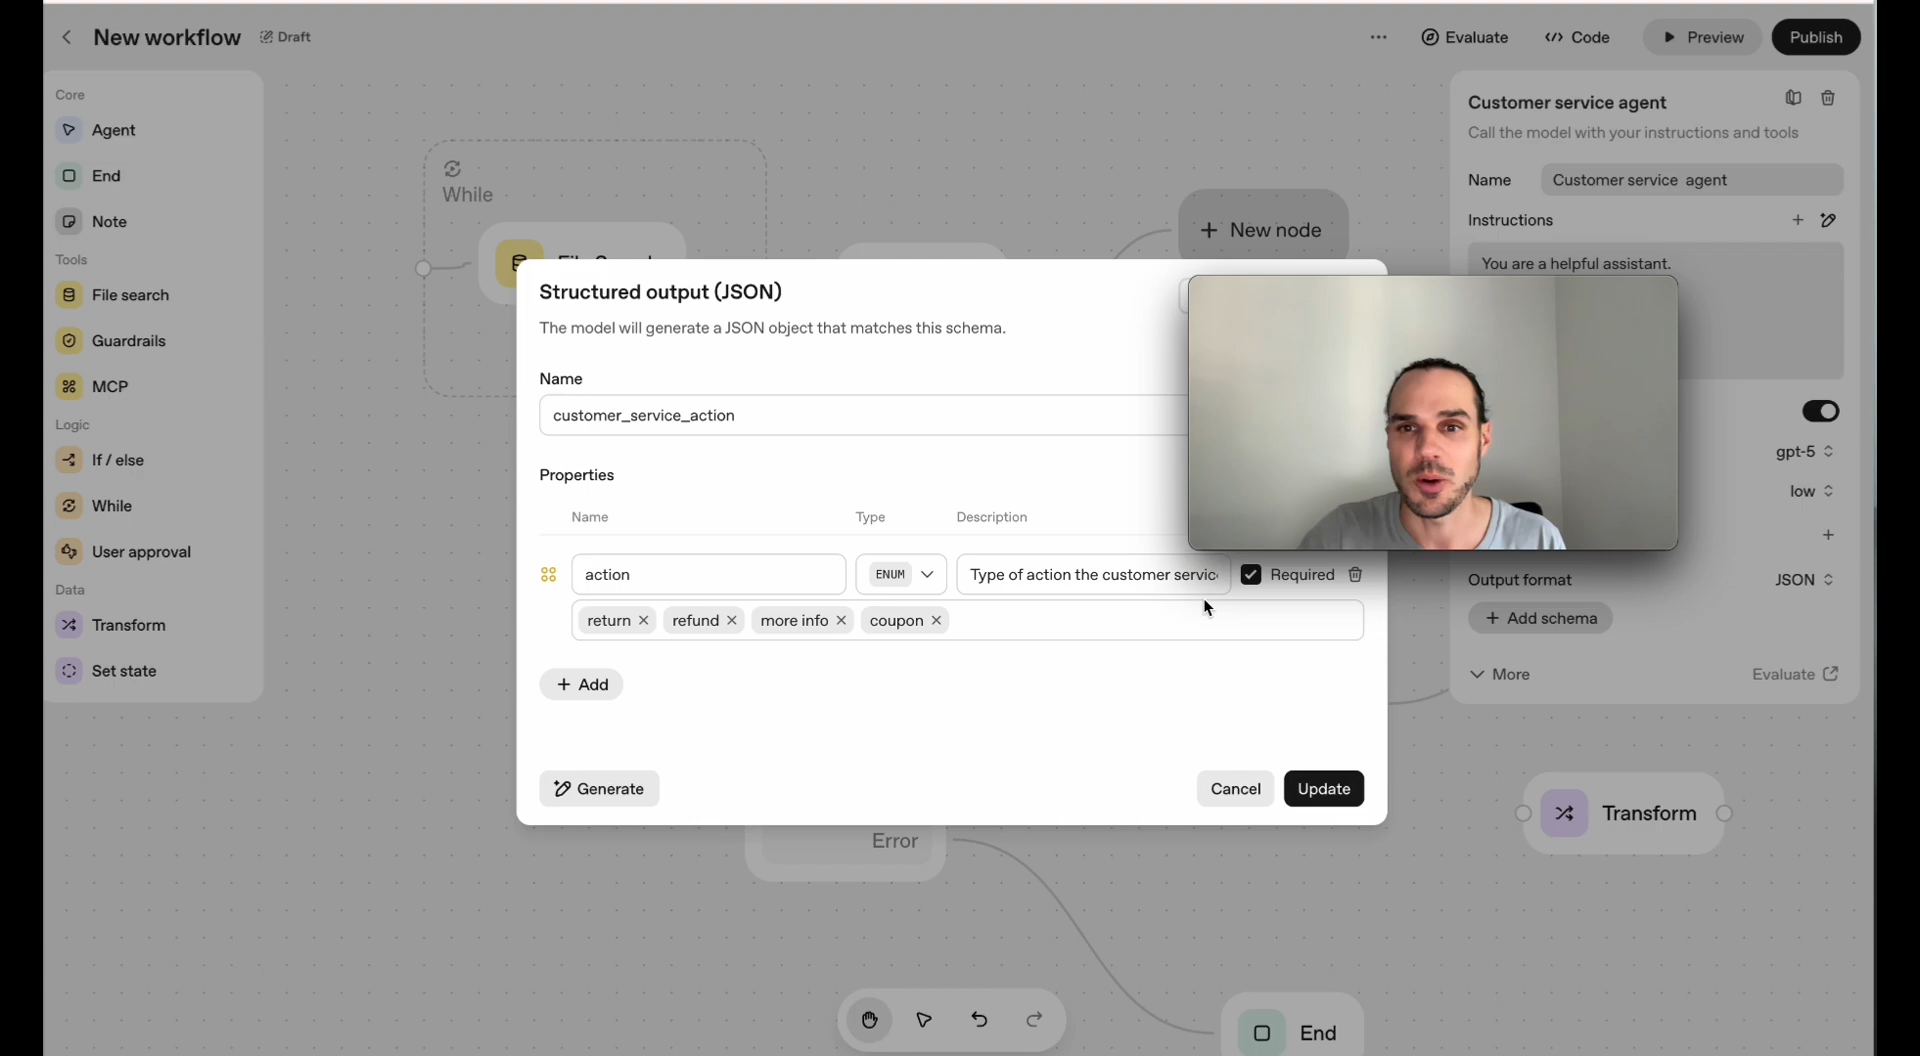 New workflow
Draft
Evaluate
Code
Preview
Publish
Core
Agent
End
Note
Tools
File search
Guardrails
MCP
Logic
If / else
While
User approval
Data
Transform
Set state
While
New node
Structured output (JSON)
The model will generate a JSON object that matches this schema.
Name
customer_service_action
Properties
Name Type Description
action ENUM Type of action the customer servic Required
return refund more info coupon
Add
Generate
Cancel
Update
Error
End
Transform
Customer service agent
Call the model with your instructions and tools
Name Customer service agent
Instructions
You are a helpful assistant.
gpt-5
low
Output format JSON
Add schema
More
Evaluate